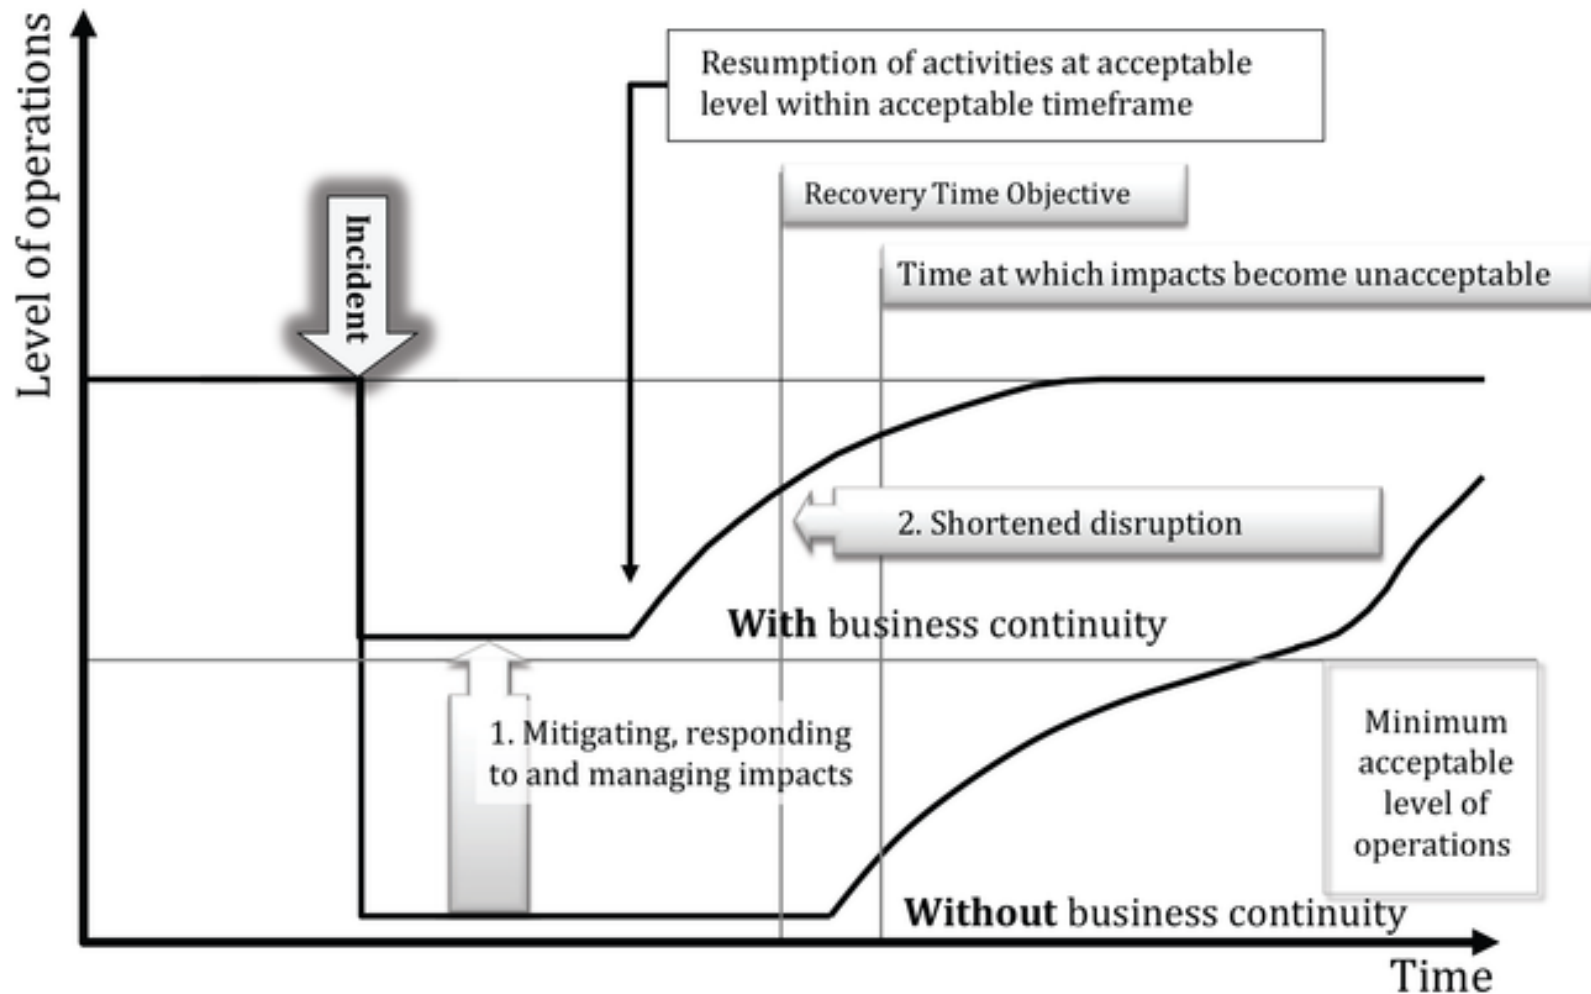 Level of operations
Resumption of activities at acceptable
level within acceptable timeframe
Recovery Time Objective
Incident
Time at which impacts become unacceptable
2. Shortened disruption
With business continuity
1. Mitigating, responding
to and managing impacts
Minimum
acceptable
level of
operations
Without business continuity
Time